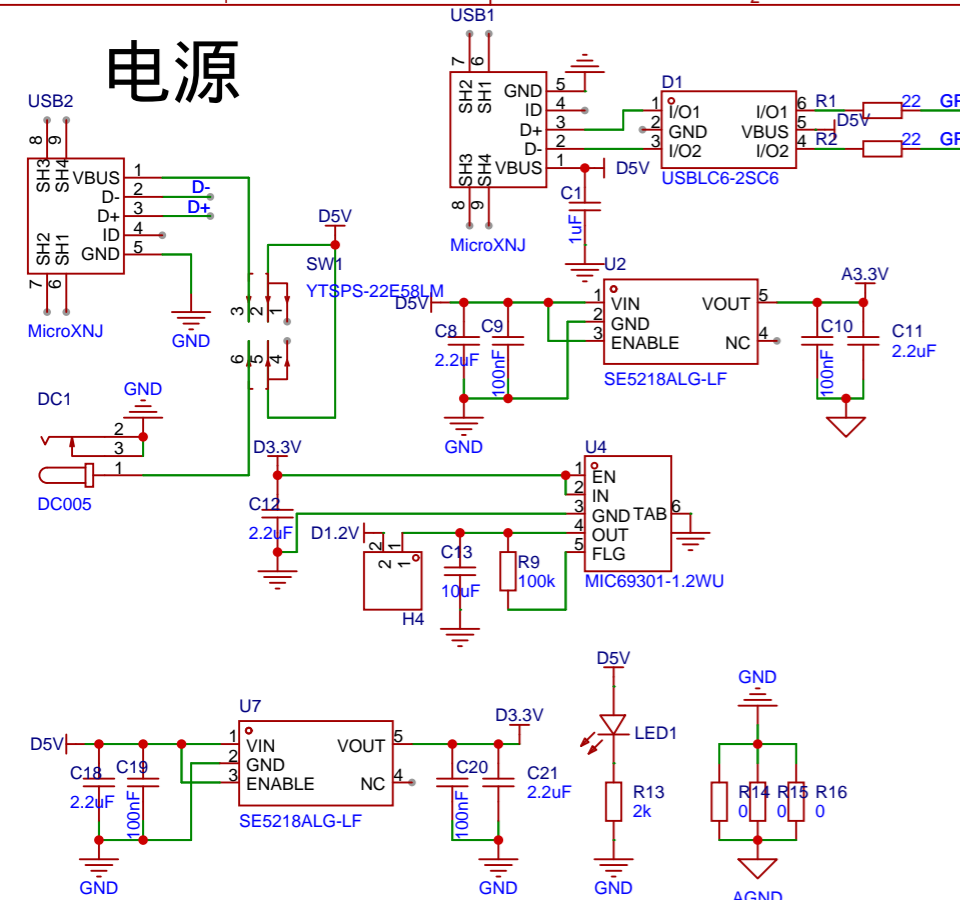 2
电源
USB2
8
9
SH3
SH4
VBUS 1
D- 2
D+ 3
ID 4
GND 5
SH2
SH1
7
6
MicroXNJ
D-
D+
GND
USB1
7
6
SH2
SH1
GND 5
ID 4
D+ 3
D- 2
VBUS 1
SH3
SH4
8
9
MicroXNJ
D5V
C1
1uF
D1
1 I/O1
2 GND
3 I/O2
I/O1 6
VBUS 5
I/O2 4
USBLC6-2SC6
R1 22
D5V
R2 22
D5V
SW1
YTSPS-22E58LM
3
2
1
6
5
4
DC1
GND
2
3
1
DC005
D5V
C8
2.2uF
C9
100nF
GND
U2
1 VIN
2 GND
3 ENABLE
VOUT 5
NC 4
SE5218ALG-LF
A3.3V
C10
100nF
C11
2.2uF
D3.3V
C12
2.2uF
D1.2V
2
1
2
1
H4
C13
10uF
R9
100k
U4
1 EN
2 IN
3 GND
4 OUT
5 FLG
TAB 6
MIC69301-1.2WU
D5V
C18
2.2uF
C19
100nF
GND
U7
1 VIN
2 GND
3 ENABLE
VOUT 5
NC 4
SE5218ALG-LF
D3.3V
C20
100nF
C21
2.2uF
GND
D5V
LED1
R13
2k
GND
GND
R14
0
R15
0
R16
0
AGND